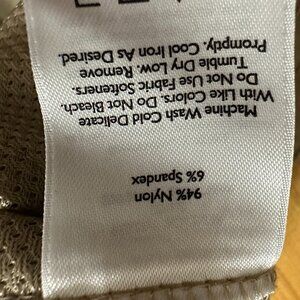 94% Nylon
6% Spandex
Machine Wash Cold Delicate
With Like Colors. Do Not Bleach.
Do Not Use Fabric Softeners.
Tumble Dry Low. Remove
Promptly. Cool Iron As Desired.